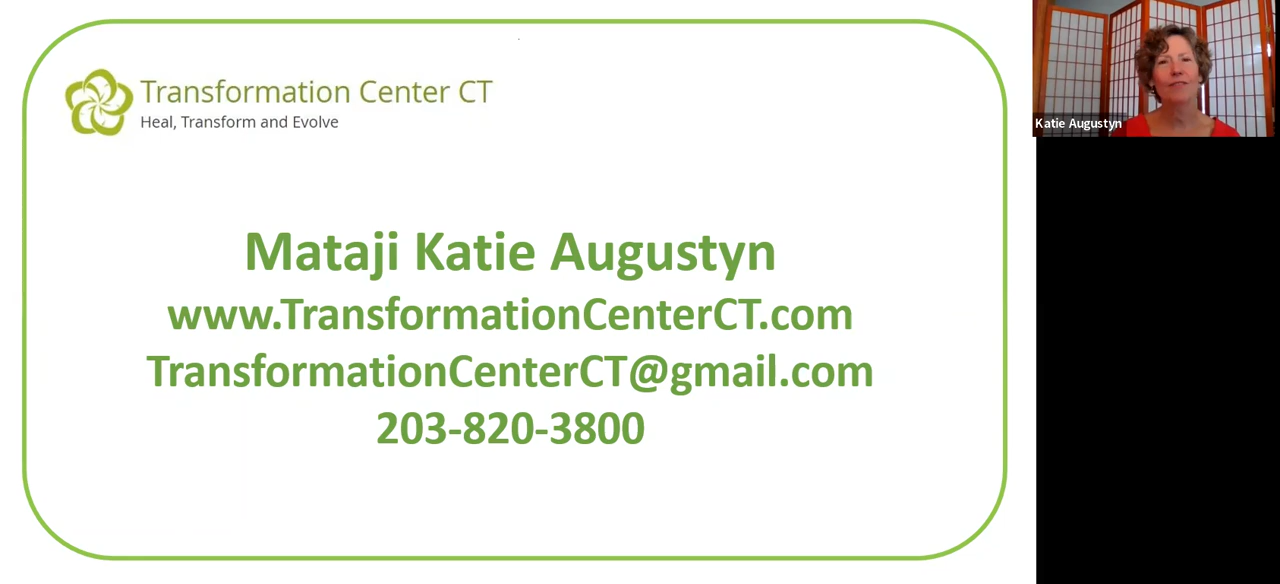 Transformation Center CT
Heal, Transform and Evolve
Mataji Katie Augustyn
www.TransformationCenterCT.com
TransformationCenterCT@gmail.com
203-820-3800
Katie Augustyn